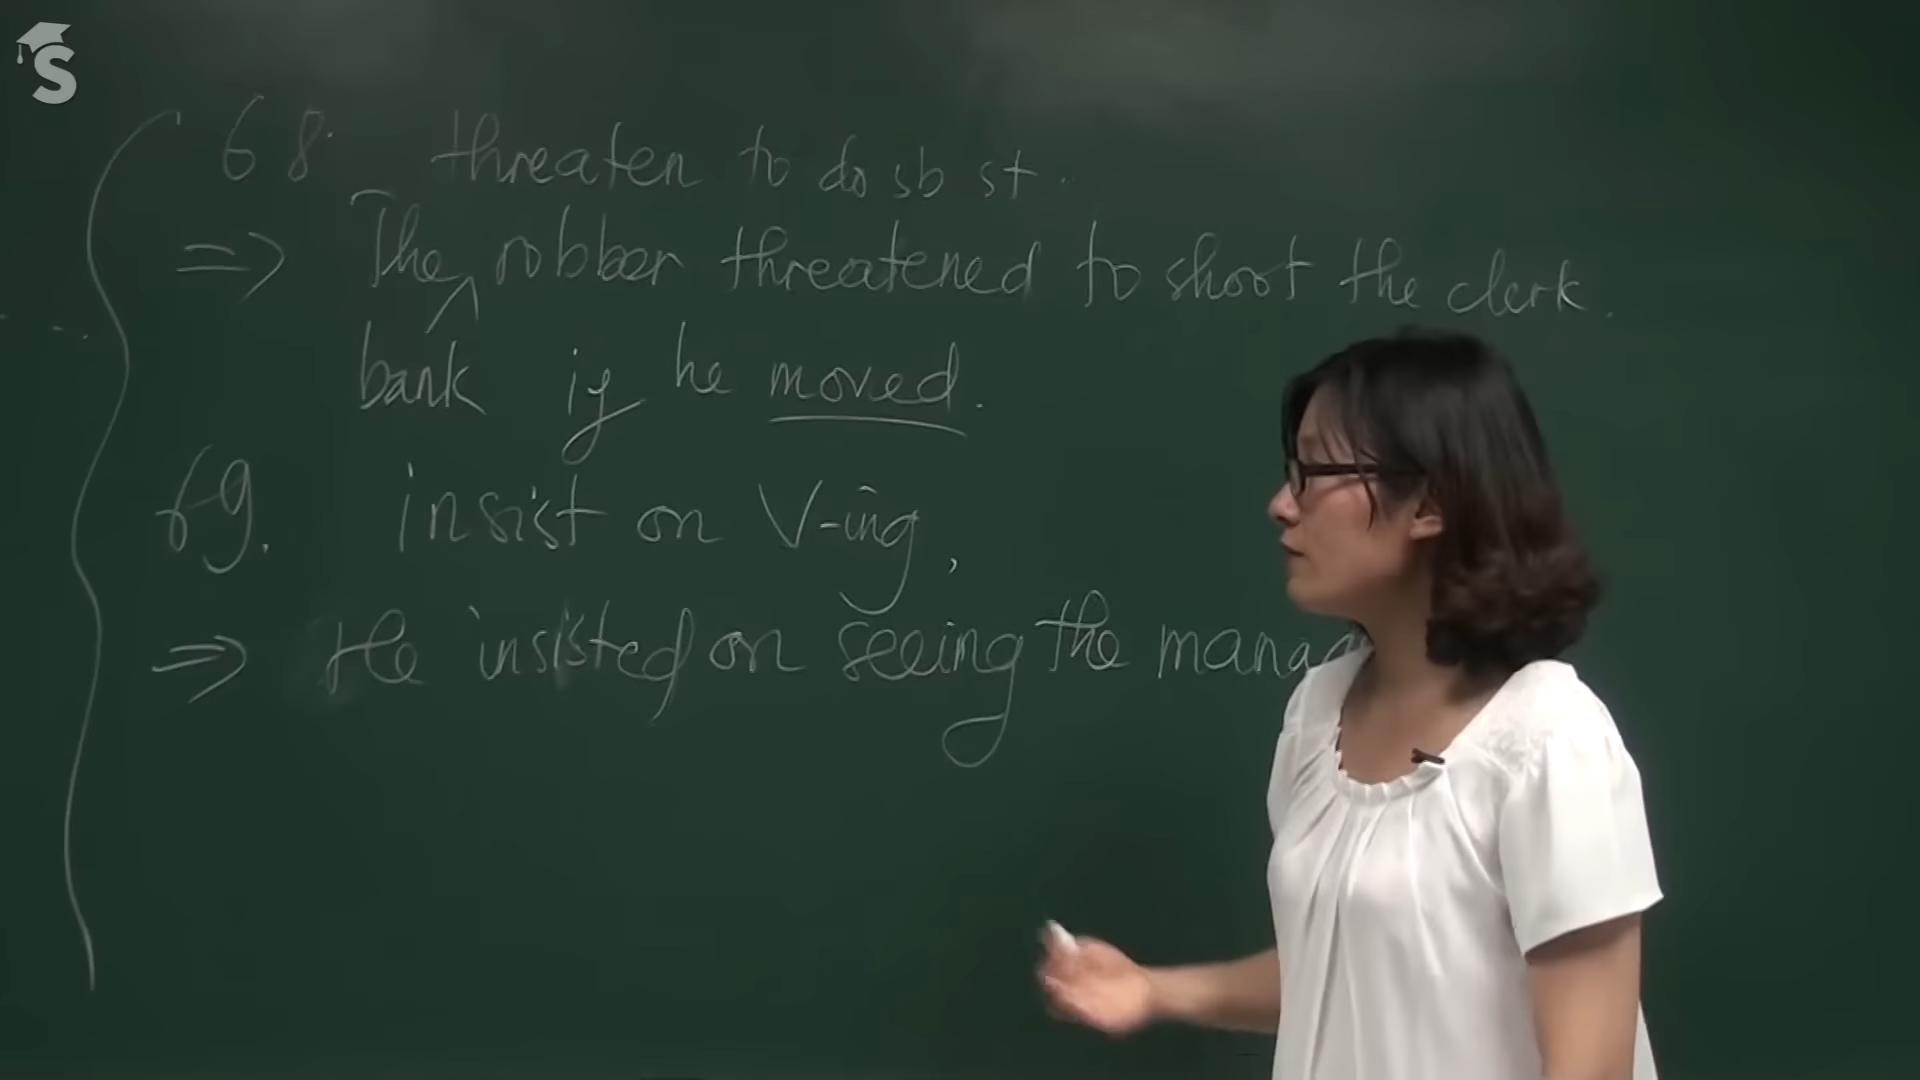 S
68. threaten to do sb st.
=> The robber threatened to shoot the clerk.
bank if he moved.
69. insist on V-ing,
=> He insisted on seeing the manag